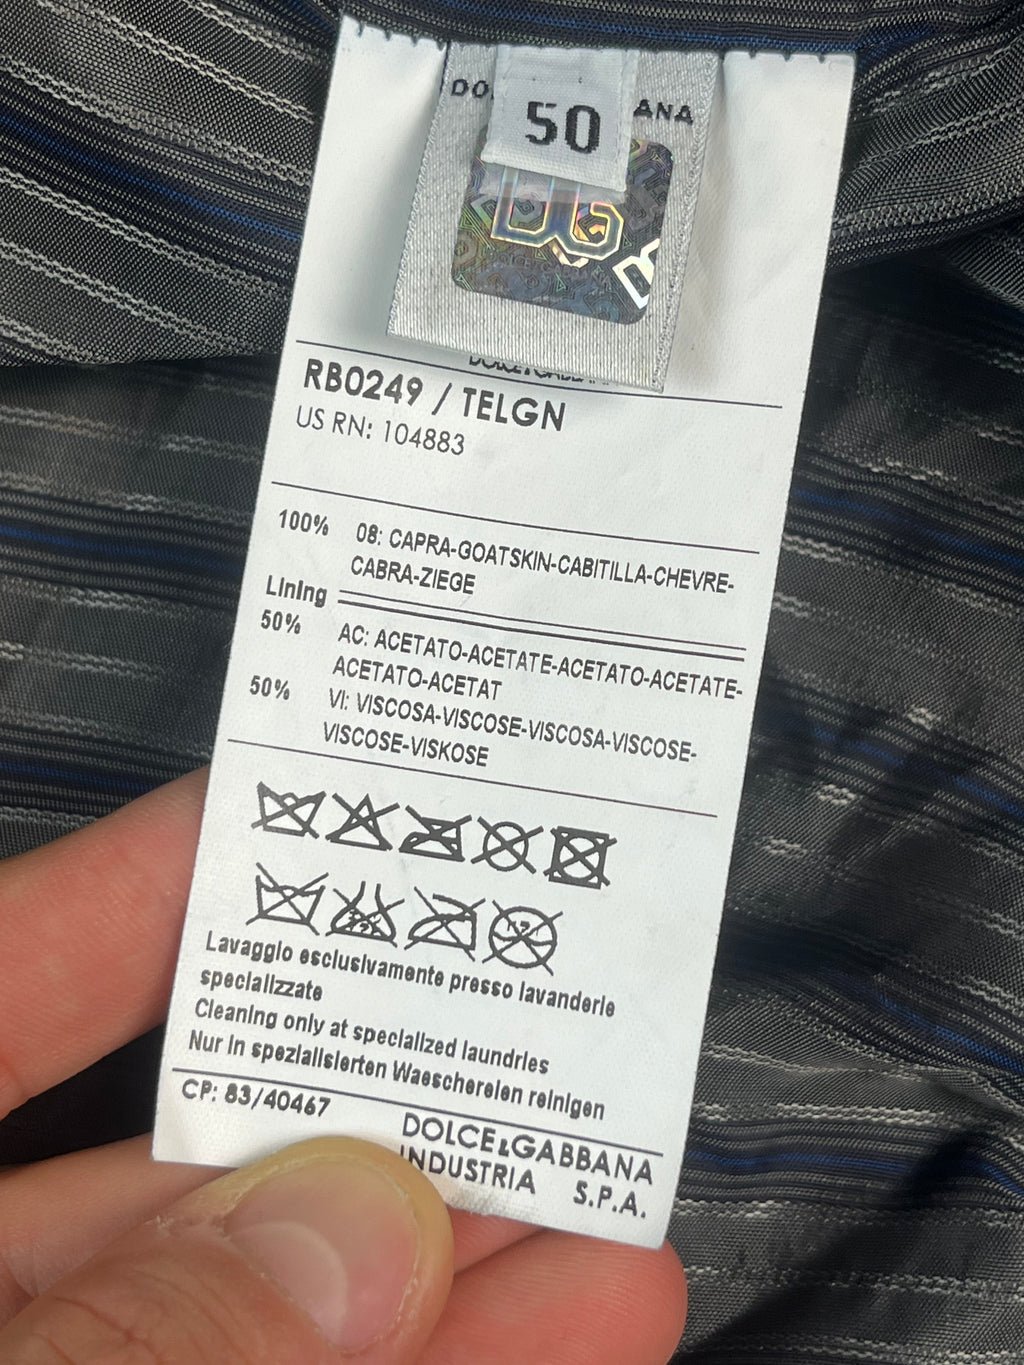 50
ANA
DG
RB0249 / TELGN
US RN: 104883
100% 08: CAPRA-GOATSKIN-CABITILLA-CHEVRE-
CABRA-ZIEGE
Lining
50% AC: ACETATO-ACETATE-ACETATO-ACETATE-
ACETATO-ACETAT
50% VI: VISCOSA-VISCOSE-VISCOSA-VISCOSE-
VISCOSE-VISKOSE
Lavaggio esclusivamente presso lavanderie
specializzate
Cleaning only at specialized laundries
Nur in spezialisierten Waeschereien reinigen
CP: 83/40467
DOLCE&GABBANA
INDUSTRIA S.P.A.